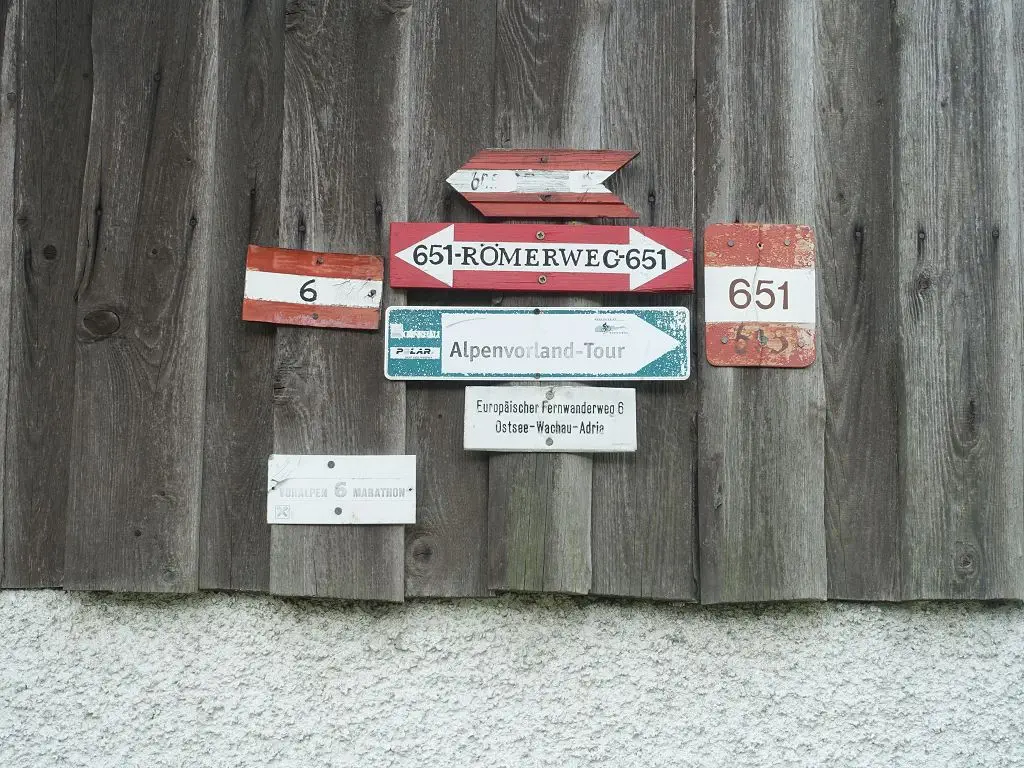 651-RÖMERWEG-651
6
651
POLAR
Alpenvorland-Tour
Europäischer Fernwanderweg 6
Ostsee-Wachau-Adria
VORALPEN 6 MARATHON